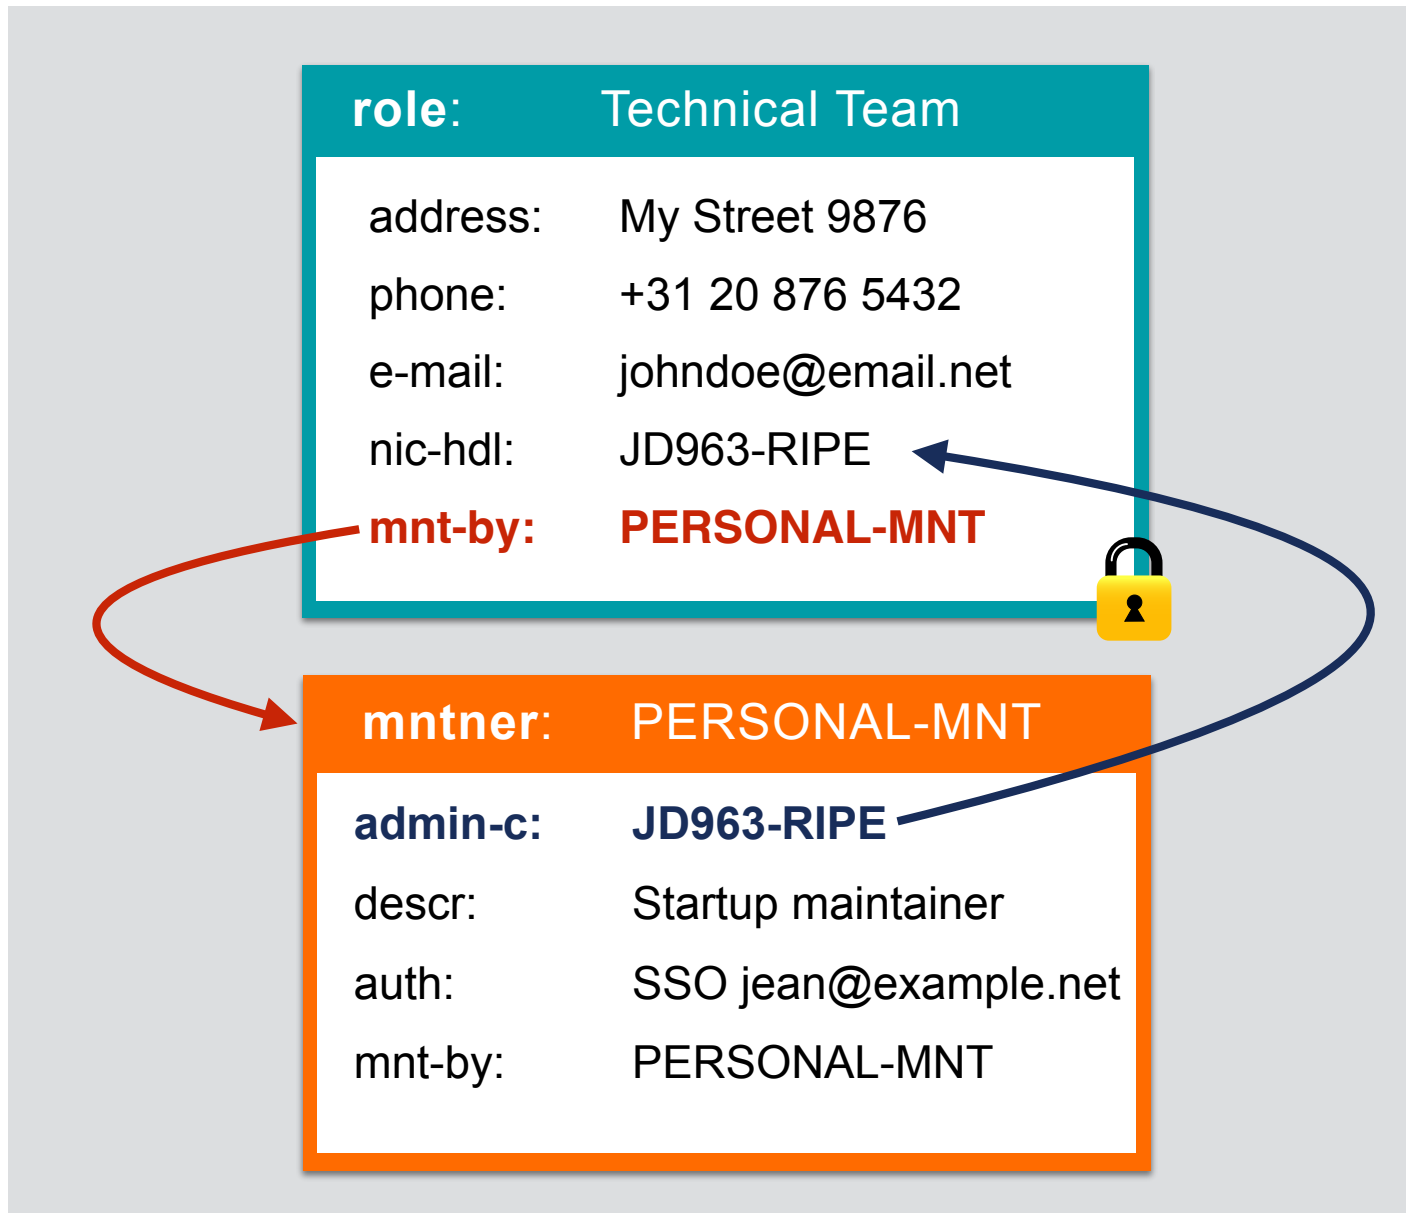 role: Technical Team
address: My Street 9876
phone: +31 20 876 5432
e-mail: johndoe@email.net
nic-hdl: JD963-RIPE
mnt-by: PERSONAL-MNT
mntner: PERSONAL-MNT
admin-c: JD963-RIPE
descr: Startup maintainer
auth: SSO jean@example.net
mnt-by: PERSONAL-MNT